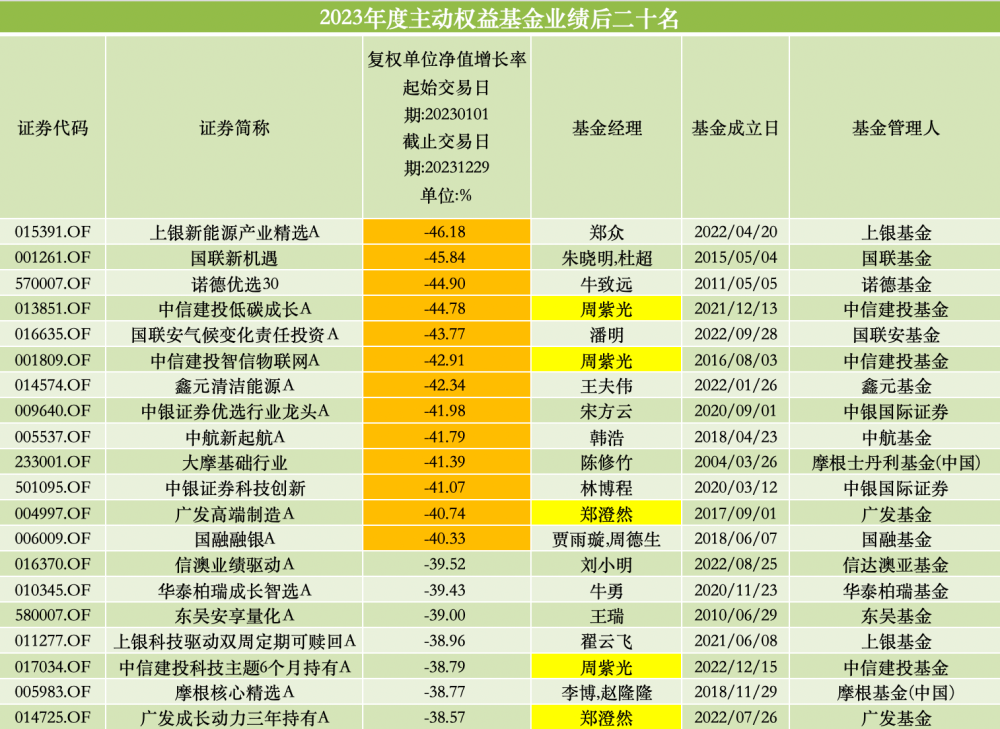 2023年度主动权益基金业绩后二十名
证券代码 证券简称 复权单位净值增长率 起始交易日期:20230101 截止交易日期:20231229 单位:% 基金经理 基金成立日 基金管理人
015391.OF 上银新能源产业精选A -46.18 郑众 2022/04/20 上银基金
001261.OF 国联新机遇 -45.84 朱晓明,杜超 2015/05/04 国联基金
570007.OF 诺德优选30 -44.90 牛致远 2011/05/05 诺德基金
013851.OF 中信建投低碳成长A -44.78 周紫光 2021/12/13 中信建投基金
016635.OF 国联安气候变化责任投资A -43.77 潘明 2022/09/28 国联安基金
001809.OF 中信建投智信物联网A -42.91 周紫光 2016/08/03 中信建投基金
014574.OF 鑫元清洁能源A -42.34 王夫伟 2022/01/26 鑫元基金
009640.OF 中银证券优选行业龙头A -41.98 宋方云 2020/09/01 中银国际证券
005537.OF 中航新起航A -41.79 韩浩 2018/04/23 中航基金
233001.OF 大摩基础行业 -41.39 陈修竹 2004/03/26 摩根士丹利基金(中国)
501095.OF 中银证券科技创新 -41.07 林博程 2020/03/12 中银国际证券
004997.OF 广发高端制造A -40.74 郑澄然 2017/09/01 广发基金
006009.OF 国融融银A -40.33 贾雨璇,周德生 2018/06/07 国融基金
016370.OF 信澳业绩驱动A -39.52 刘小明 2022/08/25 信达澳亚基金
010345.OF 华泰柏瑞成长智选A -39.43 牛勇 2020/11/23 华泰柏瑞基金
580007.OF 东吴安享量化A -39.00 王瑞 2010/06/29 东吴基金
011277.OF 上银科技驱动双周定期可赎回A -38.96 翟云飞 2021/06/08 上银基金
017034.OF 中信建投科技主题6个月持有A -38.79 周紫光 2022/12/15 中信建投基金
005983.OF 摩根核心精选A -38.77 李博,赵隆隆 2018/11/29 摩根基金(中国)
014725.OF 广发成长动力三年持有A -38.57 郑澄然 2022/07/26 广发基金